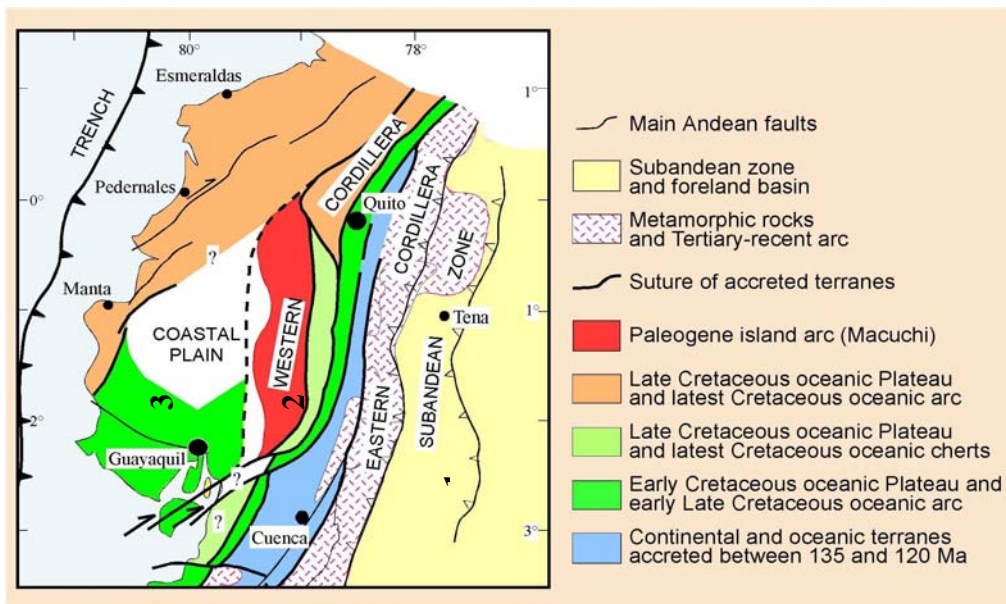 80°
78°
Esmeraldas
1°
TRENCH
CORDILLERA
Pedernales
0°
Quito
CORDILLERA
?
ZONE
Manta
COASTAL
PLAIN
WESTERN
Tena
1°
SUBANDEAN
3
2
2°
EASTERN
Guayaquil
?
?
Cuenca
3°
Main Andean faults
Subandean zone
and foreland basin
Metamorphic rocks
and Tertiary-recent arc
Suture of accreted terranes
Paleogene island arc (Macuchi)
Late Cretaceous oceanic Plateau
and latest Cretaceous oceanic arc
Late Cretaceous oceanic Plateau
and latest Cretaceous oceanic cherts
Early Cretaceous oceanic Plateau and
early Late Cretaceous oceanic arc
Continental and oceanic terranes
accreted between 135 and 120 Ma